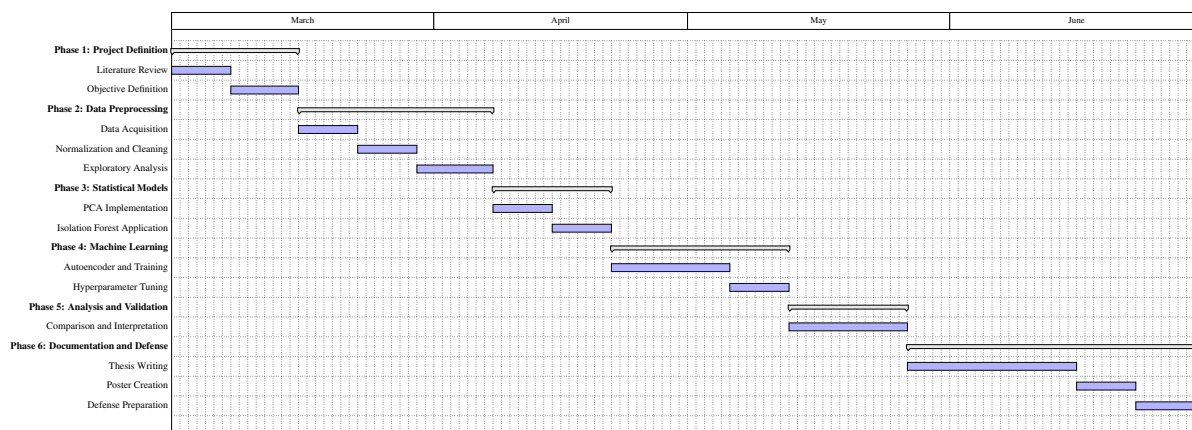 March April May June
Phase 1: Project Definition
Literature Review
Objective Definition
Phase 2: Data Preprocessing
Data Acquisition
Normalization and Cleaning
Exploratory Analysis
Phase 3: Statistical Models
PCA Implementation
Isolation Forest Application
Phase 4: Machine Learning
Autoencoder and Training
Hyperparameter Tuning
Phase 5: Analysis and Validation
Comparison and Interpretation
Phase 6: Documentation and Defense
Thesis Writing
Poster Creation
Defense Preparation